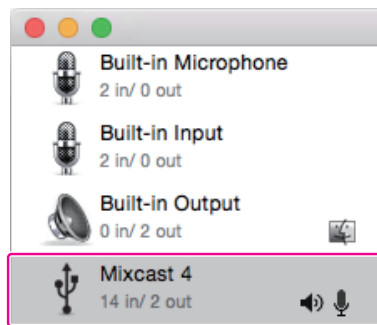 Built-in Microphone
2 in/ 0 out
Built-in Input
2 in/ 0 out
Built-in Output
0 in/ 2 out
Mixcast 4
14 in/ 2 out